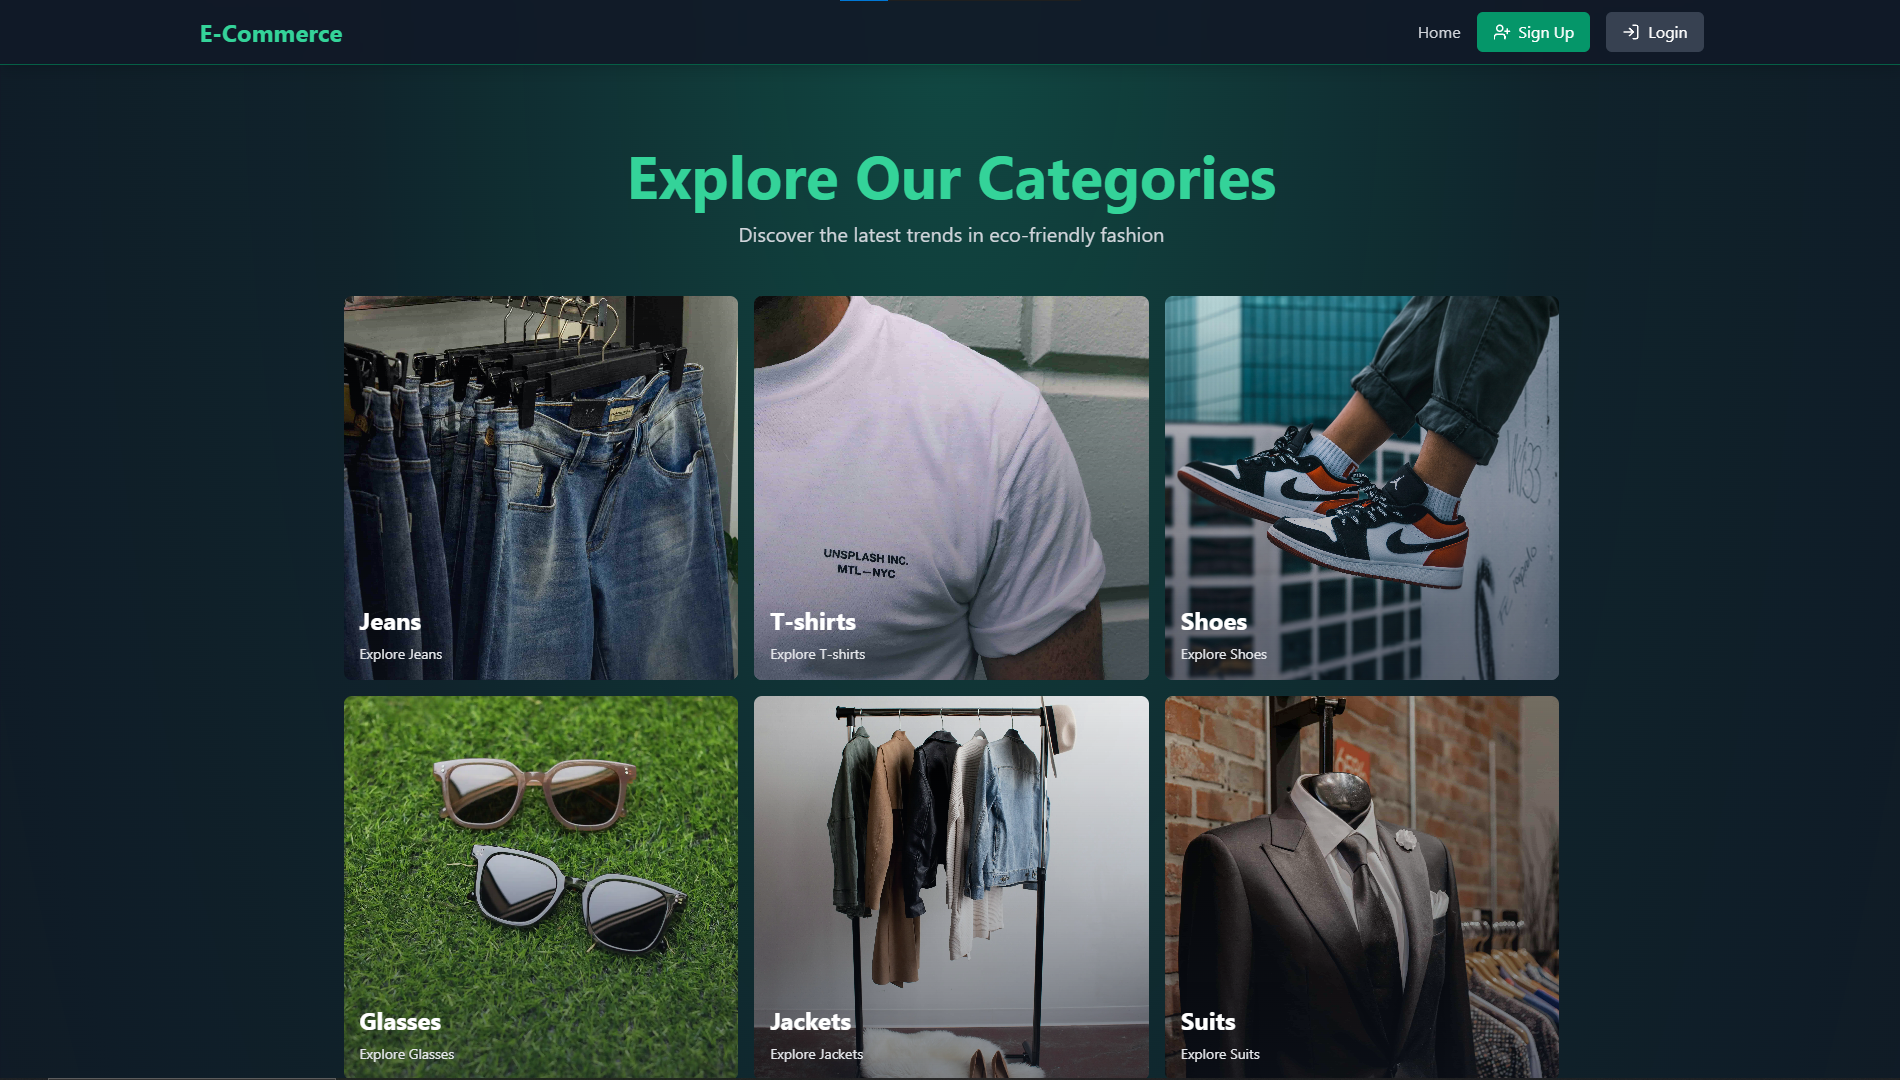 E-Commerce
Home
Sign Up
Login
Explore Our Categories
Discover the latest trends in eco-friendly fashion
UNSPLASH INC.
MTL—NYC
Jeans
Explore Jeans
T-shirts
Explore T-shirts
Shoes
Explore Shoes
Glasses
Explore Glasses
Jackets
Explore Jackets
Suits
Explore Suits